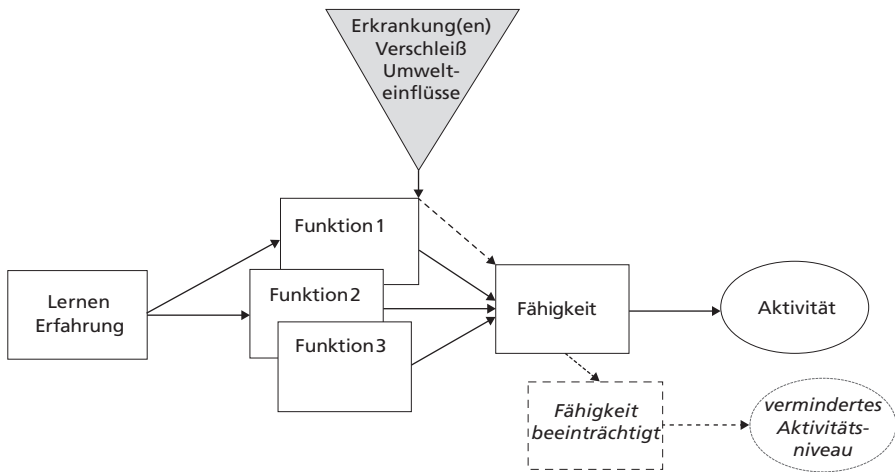 Erkrankung(en)
Verschleiß
Umwelt-
einflüsse
Funktion 1
Funktion 2
Funktion 3
Lernen
Erfahrung
Fähigkeit
Aktivität
Fähigkeit
beeinträchtigt
vermindertes
Aktivitäts-
niveau